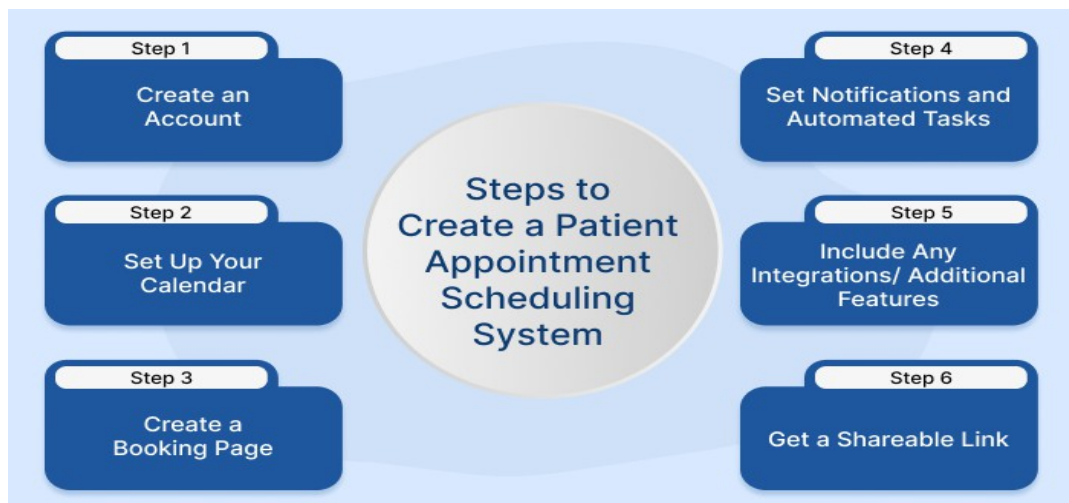 Step 1
Create an
Account
Step 2
Set Up Your
Calendar
Step 3
Create a
Booking Page
Steps to
Create a Patient
Appointment
Scheduling
System
Step 4
Set Notifications and
Automated Tasks
Step 5
Include Any
Integrations/ Additional
Features
Step 6
Get a Shareable Link